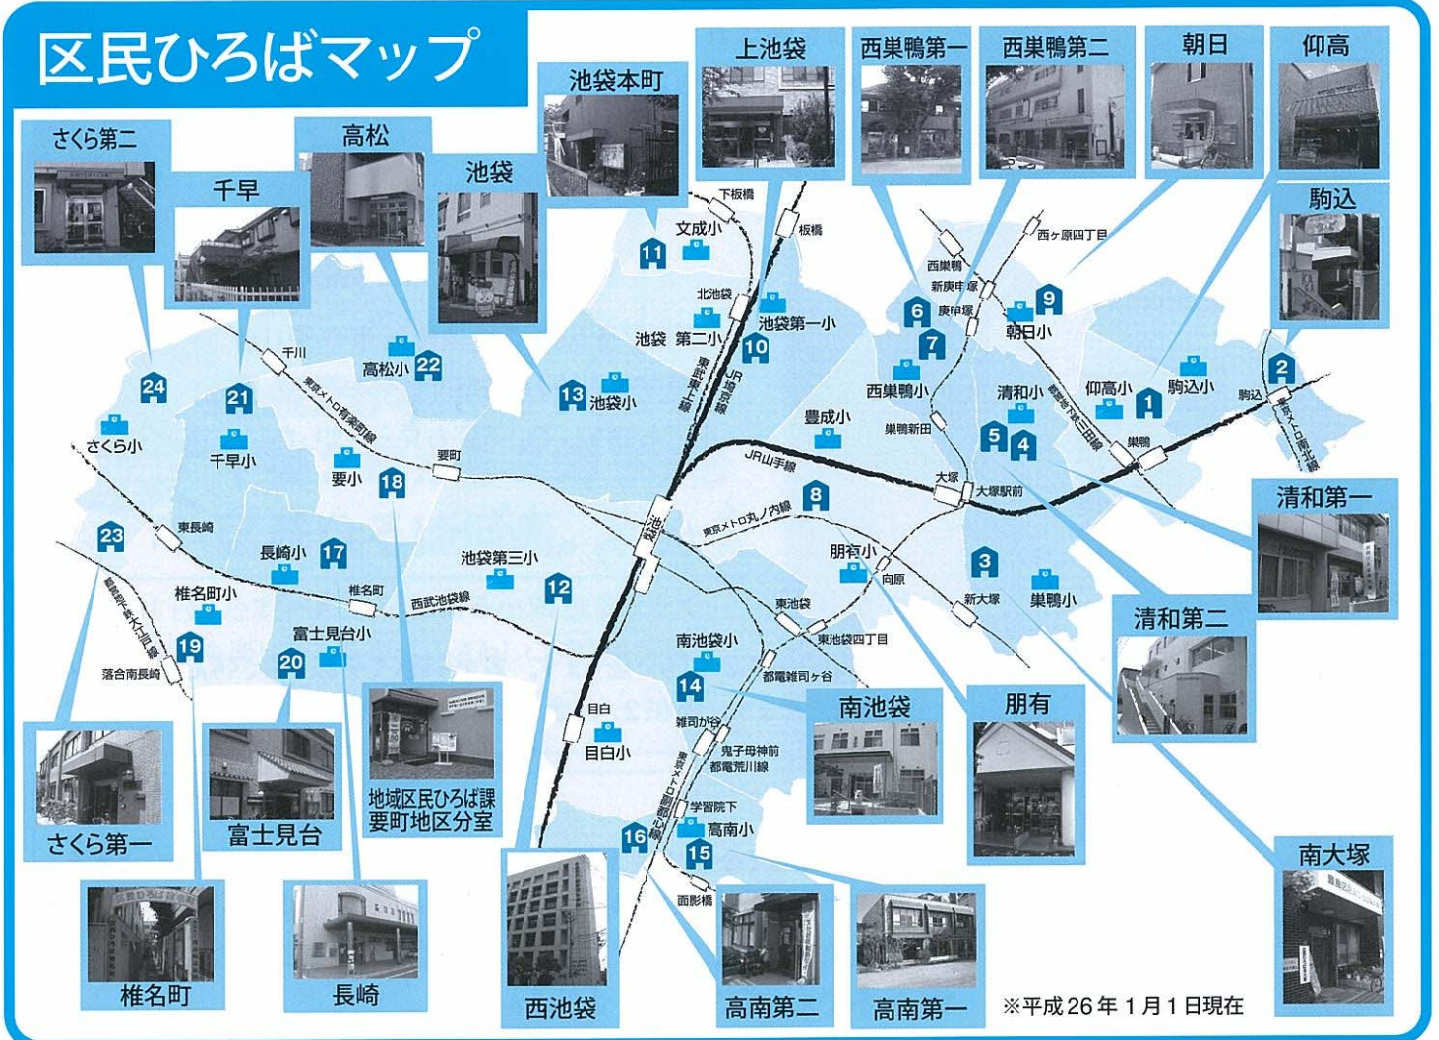 区民ひろばマップ
さくら第二
千早
高松
池袋
池袋本町
上池袋
西巣鴨第一
西巣鴨第二
朝日
仰高
駒込
下板橋
板橋
文成小
11
北池袋
池袋第二小
池袋第一小
10
東武東上線
JR埼京線
西ヶ原四丁目
西巣鴨
新庚申塚
庚申塚
6
7
9
朝日小
西巣鴨小
清和小
5
4
仰高小
1
駒込小
2
駒込
東京メトロ南北線
都営地下鉄三田線
巣鴨
巣鴨新田
大塚
大塚駅前
千川
東京メトロ有楽町線
高松小
22
24
21
さくら小
千早小
要小
18
要町
13
池袋小
豊成小
JR山手線
8
東京メトロ丸ノ内線
池袋
朋有小
向原
3
巣鴨小
新大塚
23
東長崎
長崎小
17
椎名町小
椎名町
西武池袋線
池袋第三小
12
都営地下鉄大江戸線
落合南長崎
19
富士見台小
20
東池袋
東池袋四丁目
南池袋小
14
都電雑司ヶ谷
目白
目白小
雑司が谷
鬼子母神前
都電荒川線
東京メトロ副都心線
学習院下
高南小
16
15
面影橋
清和第一
清和第二
南池袋
朋有
南大塚
さくら第一
富士見台
地域区民ひろば課
要町地区分室
椎名町
長崎
西池袋
高南第二
高南第一
※平成26年1月1日現在